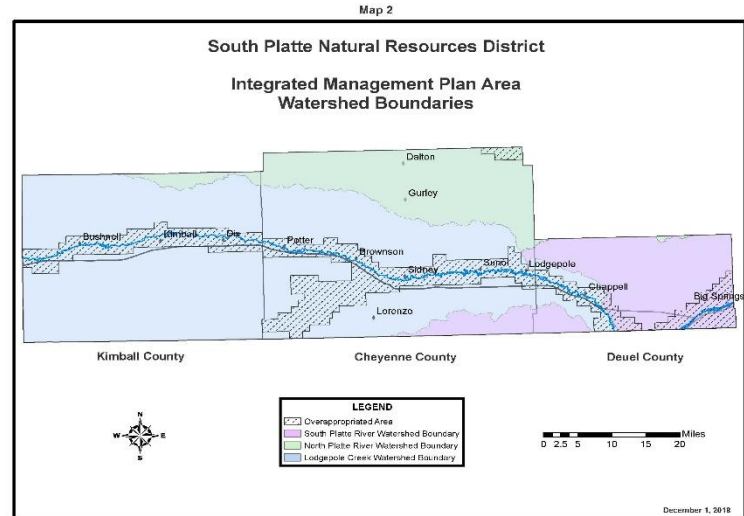 Map 2
South Platte Natural Resources District
Integrated Management Plan Area
Watershed Boundaries
Dalton
Gurley
Bushnell
Kimball
Dix
Potter
Brownson
Sidney
Sunol
Lodgepole
Chappell
Big Springs
Lorenzo
Kimball County
Cheyenne County
Deuel County
N
W
E
S
LEGEND
Overappropriated Area
South Platte River Watershed Boundary
North Platte River Watershed Boundary
Lodgepole Creek Watershed Boundary
Miles
0 2.5 5 10 15 20
December 1, 2018